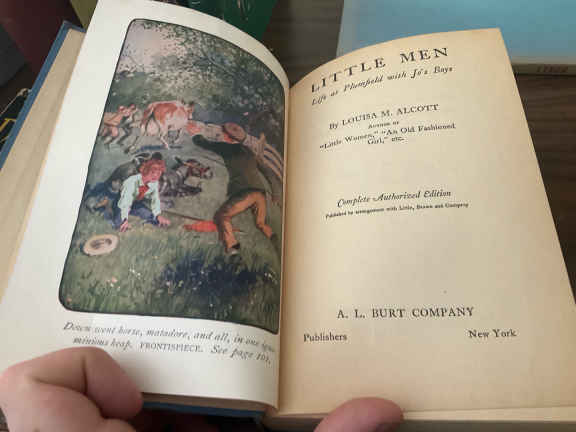 Down went horse, matadore, and all, in one igno-
minious heap. FRONTISPIECE. See page 101.
LITTLE MEN
Life at Plumfield with Jo's Boys
By LOUISA M. ALCOTT
AUTHOR OF
"Little Women," "An Old Fashioned
Girl," etc.
Complete Authorized Edition
Published by arrangement with Little, Brown and Company
A. L. BURT COMPANY
Publishers New York